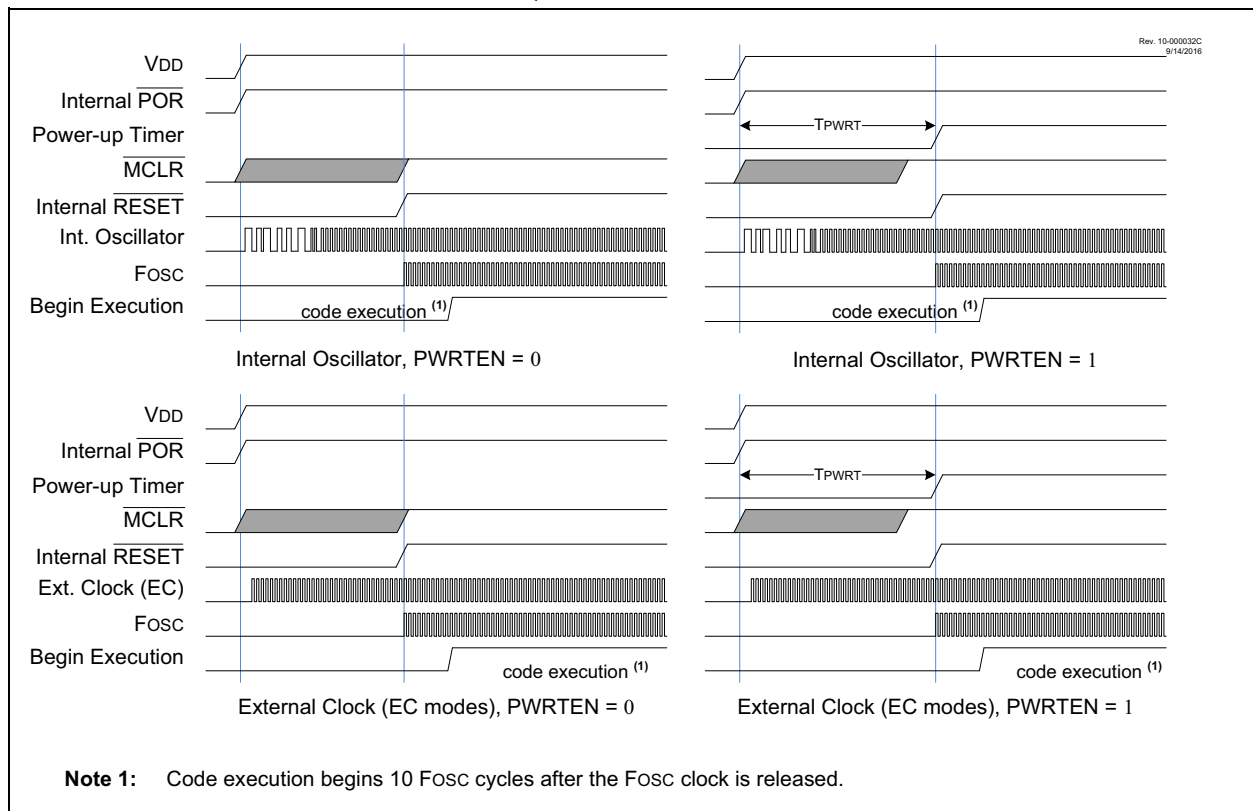 Rev. 10-000032C
9/14/2016
VDD
Internal POR
Power-up Timer
MCLR
Internal RESET
Int. Oscillator
FOSC
Begin Execution
code execution (1)
Internal Oscillator, PWRTEN = 0
TPWRT
code execution (1)
Internal Oscillator, PWRTEN = 1
VDD
Internal POR
Power-up Timer
MCLR
Internal RESET
Ext. Clock (EC)
FOSC
Begin Execution
code execution (1)
External Clock (EC modes), PWRTEN = 0
TPWRT
code execution (1)
External Clock (EC modes), PWRTEN = 1
Note 1: Code execution begins 10 FOSC cycles after the FOSC clock is released.